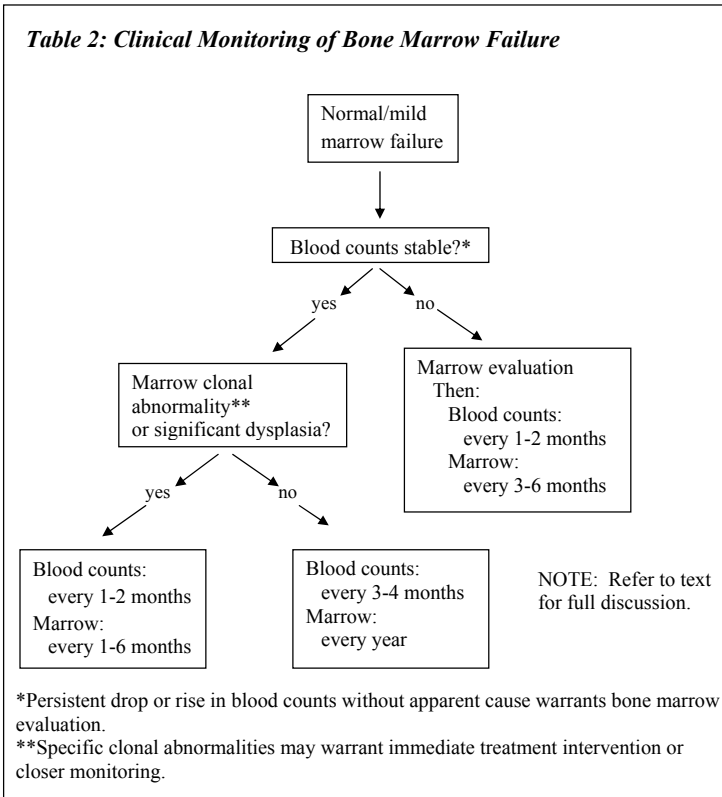 Table 2: Clinical Monitoring of Bone Marrow Failure
Normal/mild
marrow failure
Blood counts stable?*
yes
no
Marrow clonal
abnormality**
or significant dysplasia?
Marrow evaluation
Then:
Blood counts:
every 1-2 months
Marrow:
every 3-6 months
yes
no
Blood counts:
every 1-2 months
Marrow:
every 1-6 months
Blood counts:
every 3-4 months
Marrow:
every year
NOTE: Refer to text
for full discussion.
*Persistent drop or rise in blood counts without apparent cause warrants bone marrow
evaluation.
**Specific clonal abnormalities may warrant immediate treatment intervention or
closer monitoring.